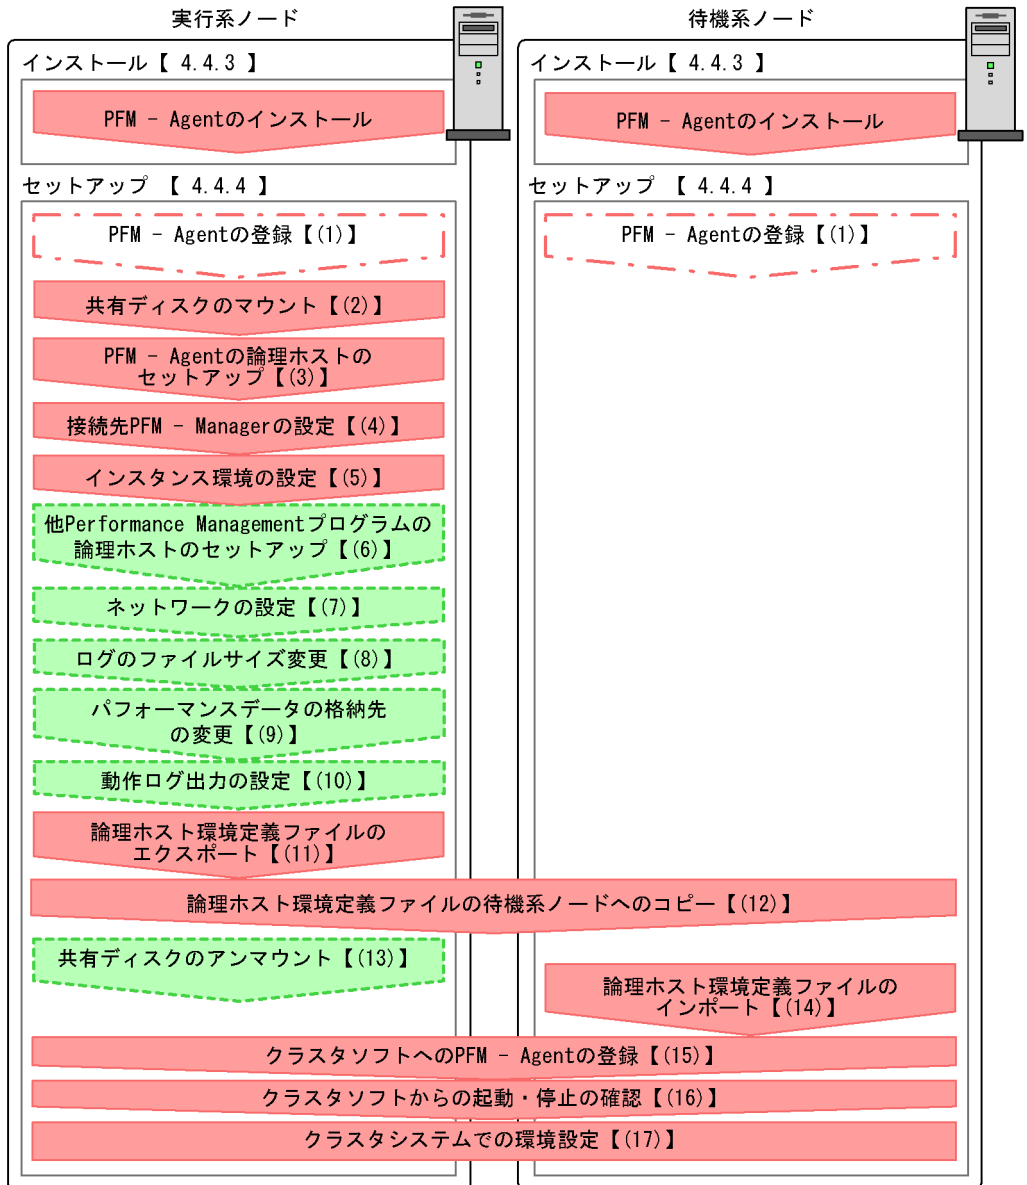 実行系ノード
待機系ノード
インストール【 4.4.3 】
インストール【 4.4.3 】
PFM － Agentのインストール
PFM － Agentのインストール
セットアップ 【 4.4.4 】
セットアップ 【 4.4.4 】
PFM － Agentの登録【(1)】
PFM － Agentの登録【(1)】
共有ディスクのマウント【(2)】
PFM － Agentの論理ホストの
セットアップ【(3)】
接続先PFM － Managerの設定【(4)】
インスタンス環境の設定【(5)】
他Performance Managementプログラムの
論理ホストのセットアップ【(6)】
ネットワークの設定【(7)】
ログのファイルサイズ変更【(8)】
パフォーマンスデータの格納先
の変更【(9)】
動作ログ出力の設定【(10)】
論理ホスト環境定義ファイルの
エクスポート【(11)】
論理ホスト環境定義ファイルの待機系ノードへのコピー【(12)】
共有ディスクのアンマウント【(13)】
論理ホスト環境定義ファイルの
インポート【(14)】
クラスタソフトへのPFM － Agentの登録【(15)】
クラスタソフトからの起動・停止の確認【(16)】
クラスタシステムでの環境設定【(17)】